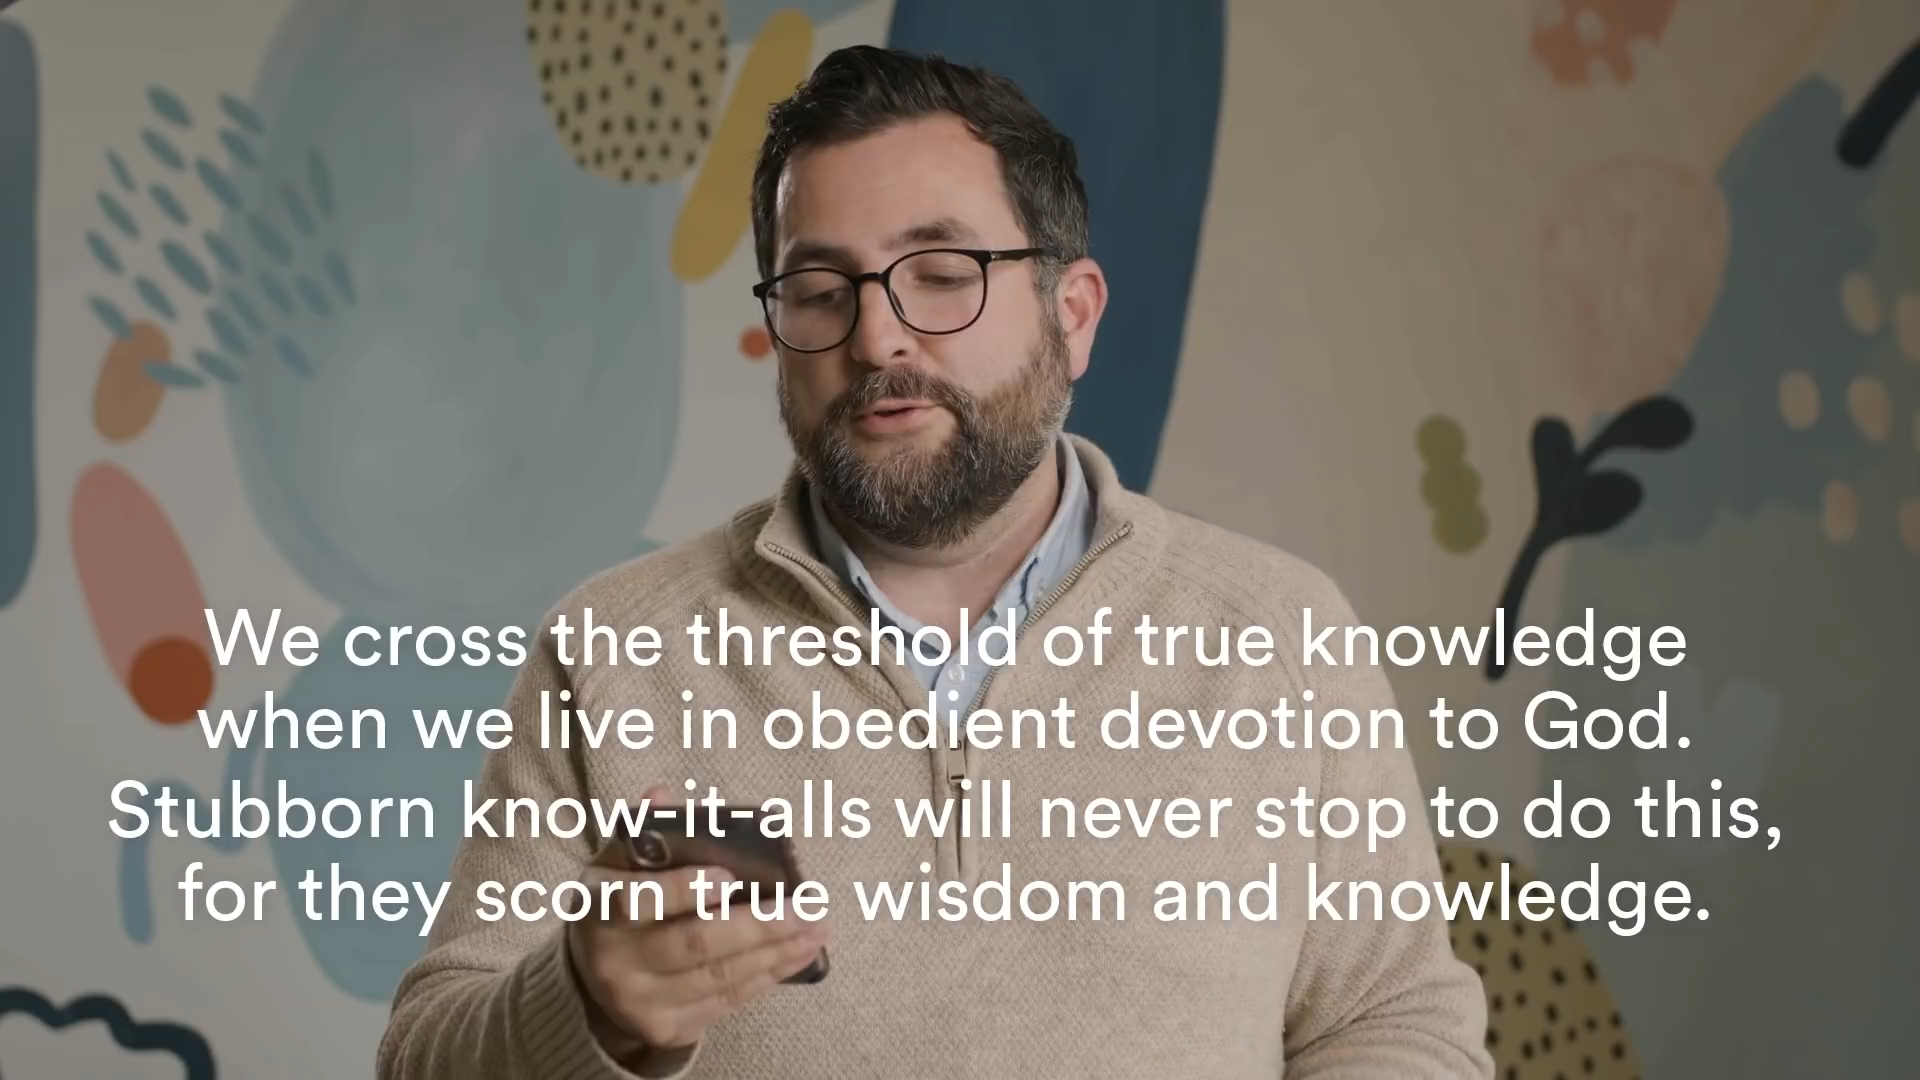 We cross the threshold of true knowledge
when we live in obedient devotion to God.
Stubborn know-it-alls will never stop to do this,
for they scorn true wisdom and knowledge.